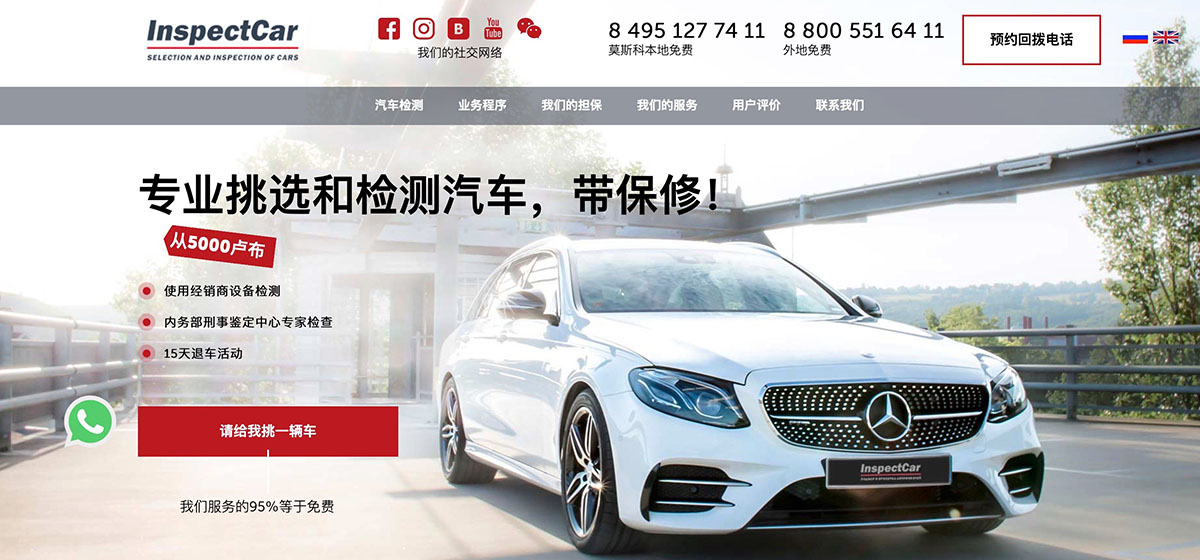 InspectCar
SELECTION AND INSPECTION OF CARS
B
You
Tube
我们的社交网络
8 495 127 74 11
莫斯科本地免费
8 800 551 64 11
外地免费
预约回拨电话
汽车检测
业务程序
我们的担保
我们的服务
用户评价
联系我们
专业挑选和检测汽车，带保修！
从5000卢布
使用经销商设备检测
内务部刑事鉴定中心专家检查
15天退车活动
请给我挑一辆车
我们服务的95%等于免费
InspectCar